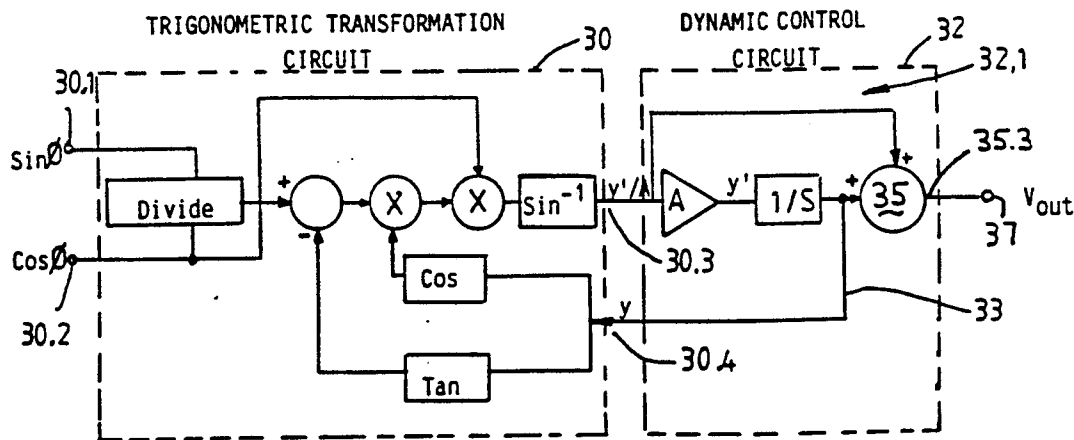 TRIGONOMETRIC TRANSFORMATION
CIRCUIT
30
DYNAMIC CONTROL
CIRCUIT
32
32,1
30,1
SinØ
Divide
CosØ
30,2
+
-
X
X
Sin⁻¹
Cos
Tan
y'/λ
30.3
y
30.4
A
y'
1/S
+
+
35
33
35.3
Vout
37